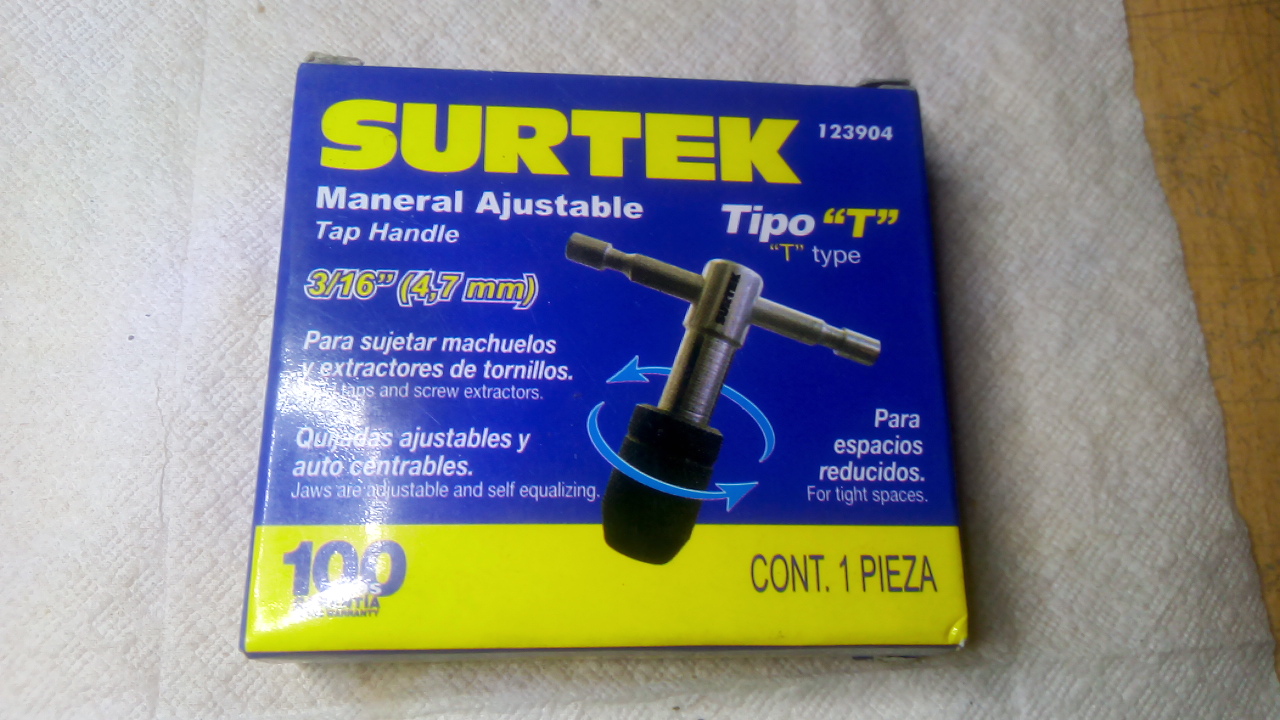 SURTEK
123904
Maneral Ajustable
Tap Handle
Tipo “T”
“T” type
3/16” (4,7 mm)
SURTEK
Para sujetar machuelos
y extractores de tornillos.
taps and screw extractors.
Quijadas ajustables y
auto centrables.
Jaws are adjustable and self equalizing.
Para
espacios
reducidos.
For tight spaces.
100
WARRANTY
CONT. 1 PIEZA